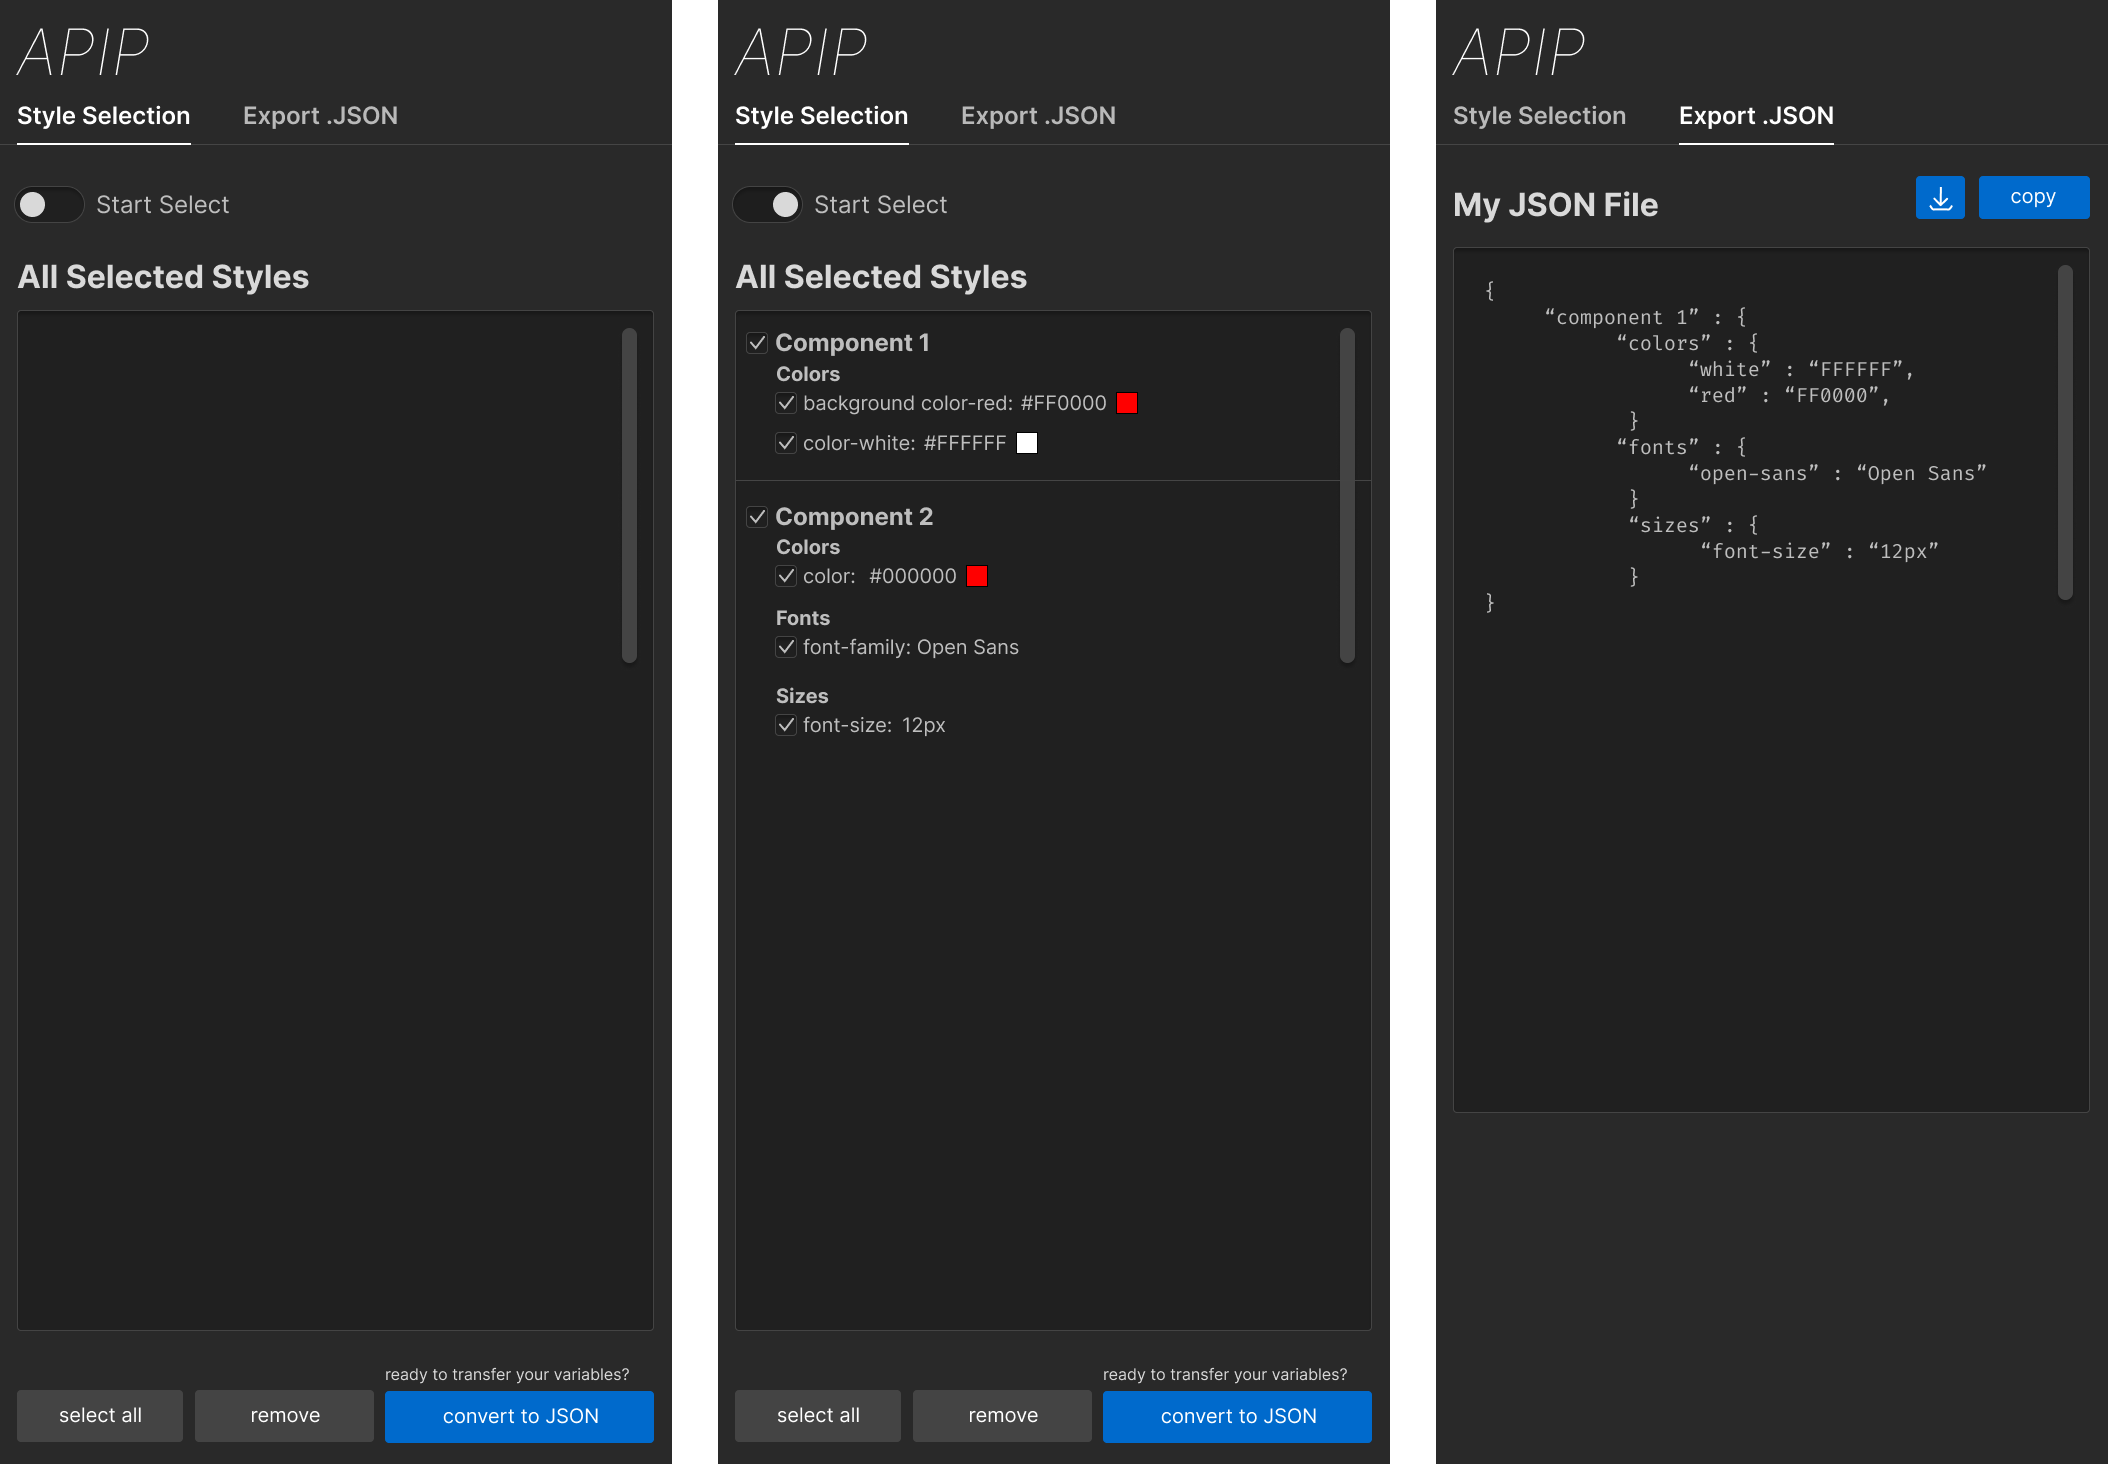 APIP
Style Selection Export .JSON
Start Select
All Selected Styles
ready to transfer your variables?
select all remove convert to JSON
APIP
Style Selection Export .JSON
Start Select
All Selected Styles
Component 1
Colors
background color-red: #FF0000
color-white: #FFFFFF
Component 2
Colors
color: #000000
Fonts
font-family: Open Sans
Sizes
font-size: 12px
ready to transfer your variables?
select all remove convert to JSON
APIP
Style Selection Export .JSON
My JSON File copy
{
“component 1” : {
“colors” : {
“white” : “FFFFFF”,
“red” : “FF0000”,
}
“fonts” : {
“open-sans” : “Open Sans”
}
“sizes” : {
“font-size” : “12px”
}
}